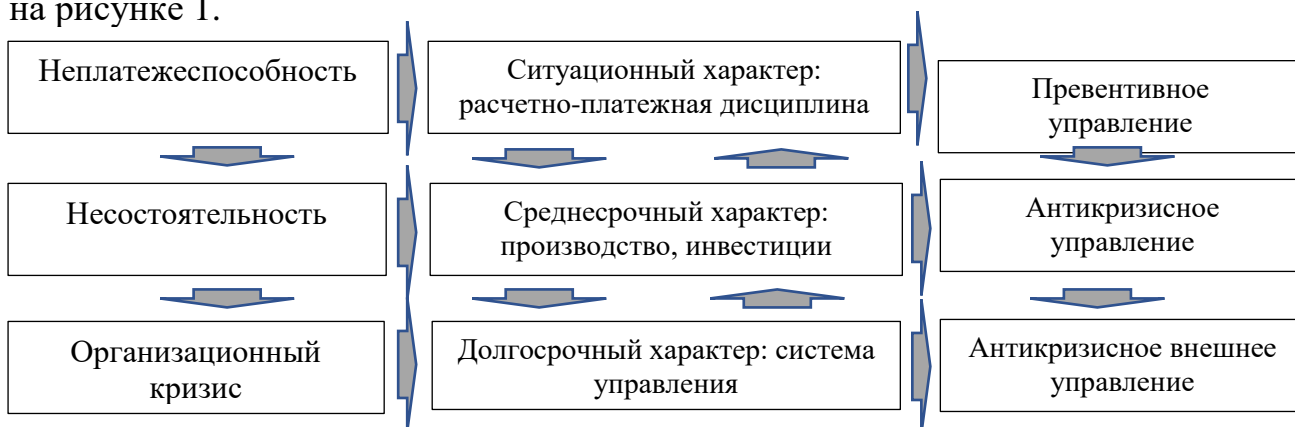 на рисунке 1.
Неплатежеспособность
Ситуационный характер:
расчетно-платежная дисциплина
Превентивное
управление
Несостоятельность
Среднесрочный характер:
производство, инвестиции
Антикризисное
управление
Организационный
кризис
Долгосрочный характер: система
управления
Антикризисное внешнее
управление